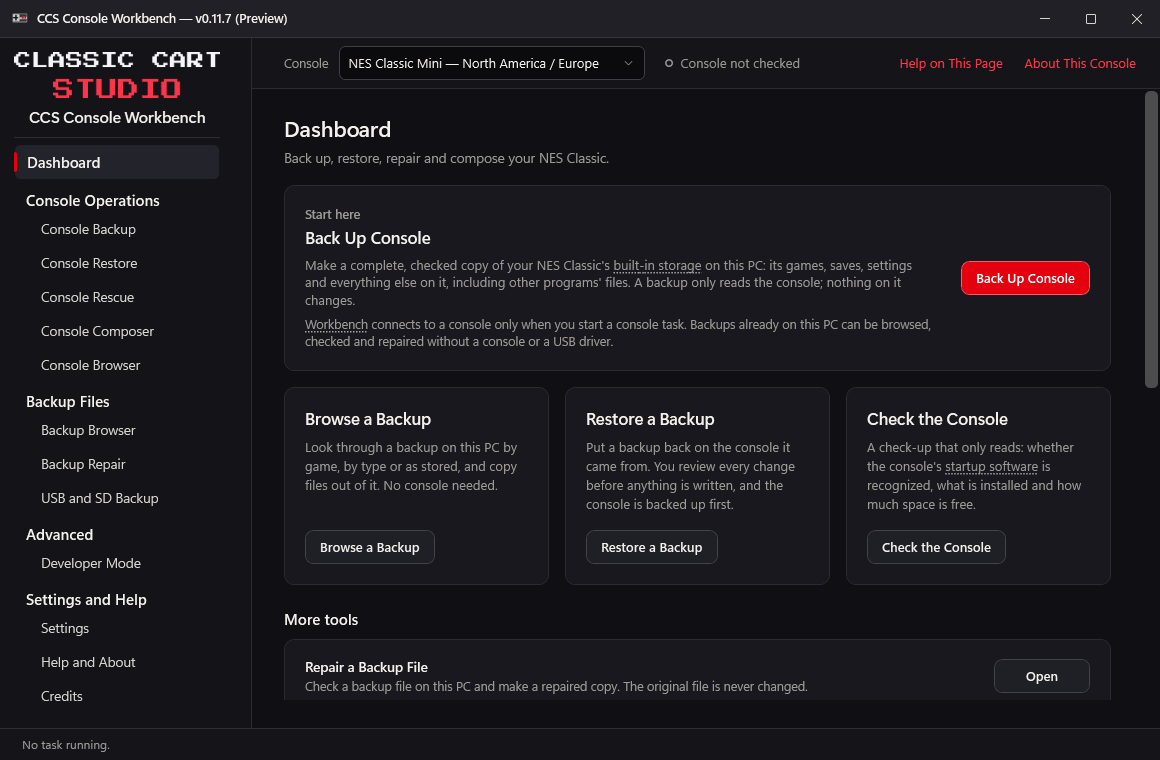 CCS Console Workbench — v0.11.7 (Preview)
CLASSIC CART
STUDIO
CCS Console Workbench
Dashboard
Console Operations
Console Backup
Console Restore
Console Rescue
Console Composer
Console Browser
Backup Files
Backup Browser
Backup Repair
USB and SD Backup
Advanced
Developer Mode
Settings and Help
Settings
Help and About
Credits
Console
NES Classic Mini — North America / Europe
Console not checked
Help on This Page
About This Console
Dashboard
Back up, restore, repair and compose your NES Classic.
Start here
Back Up Console
Make a complete, checked copy of your NES Classic's built-in storage on this PC: its games, saves, settings
and everything else on it, including other programs' files. A backup only reads the console; nothing on it
changes.
Workbench connects to a console only when you start a console task. Backups already on this PC can be browsed,
checked and repaired without a console or a USB driver.
Back Up Console
Browse a Backup
Look through a backup on this PC by
game, by type or as stored, and copy
files out of it. No console needed.
Browse a Backup
Restore a Backup
Put a backup back on the console it
came from. You review every change
before anything is written, and the
console is backed up first.
Restore a Backup
Check the Console
A check-up that only reads: whether
the console's startup software is
recognized, what is installed and how
much space is free.
Check the Console
More tools
Repair a Backup File
Check a backup file on this PC and make a repaired copy. The original file is never changed.
Open
No task running.